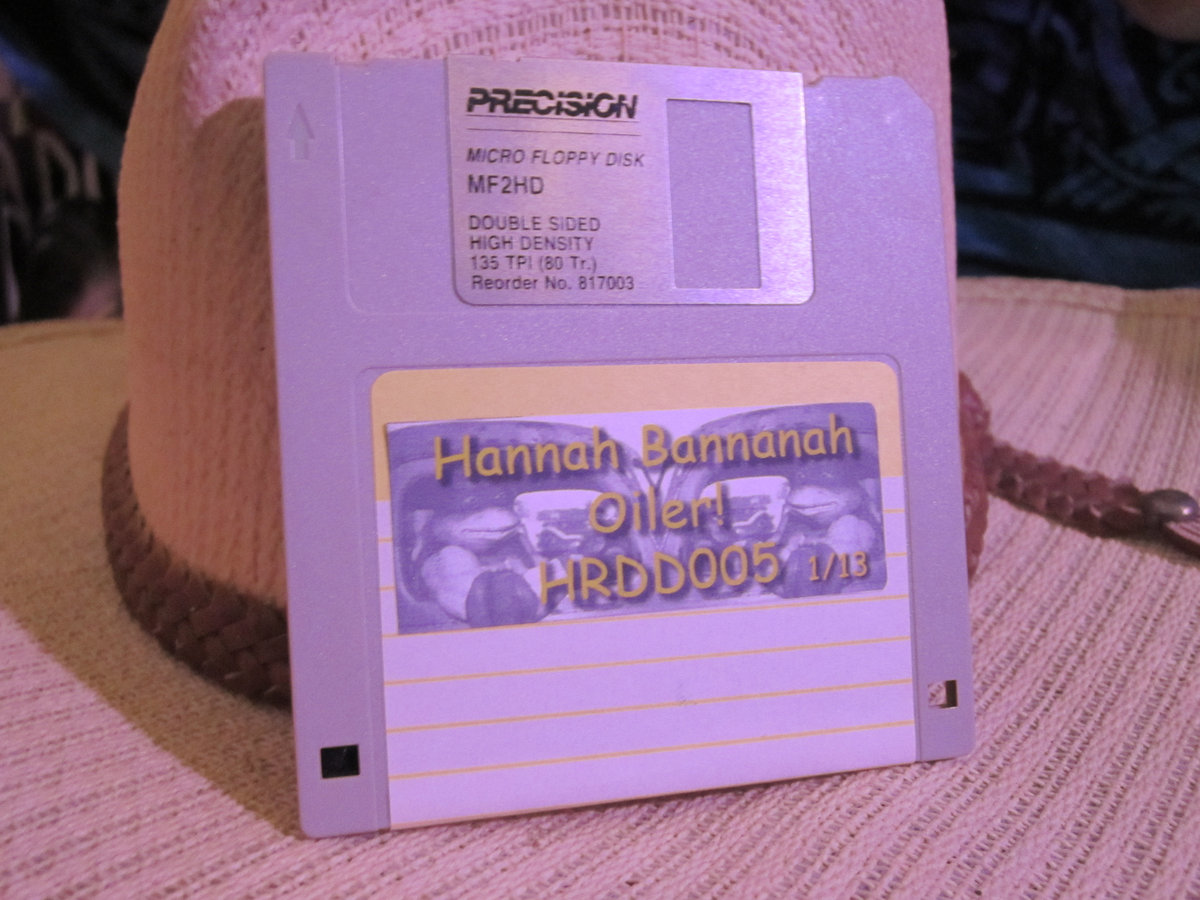 PRECISION
MICRO FLOPPY DISK
MF2HD
DOUBLE SIDED
HIGH DENSITY
135 TPI (80 Tr.)
Reorder No. 817003
Hannah Bannanah
Oiler!
HRDD005 1/13